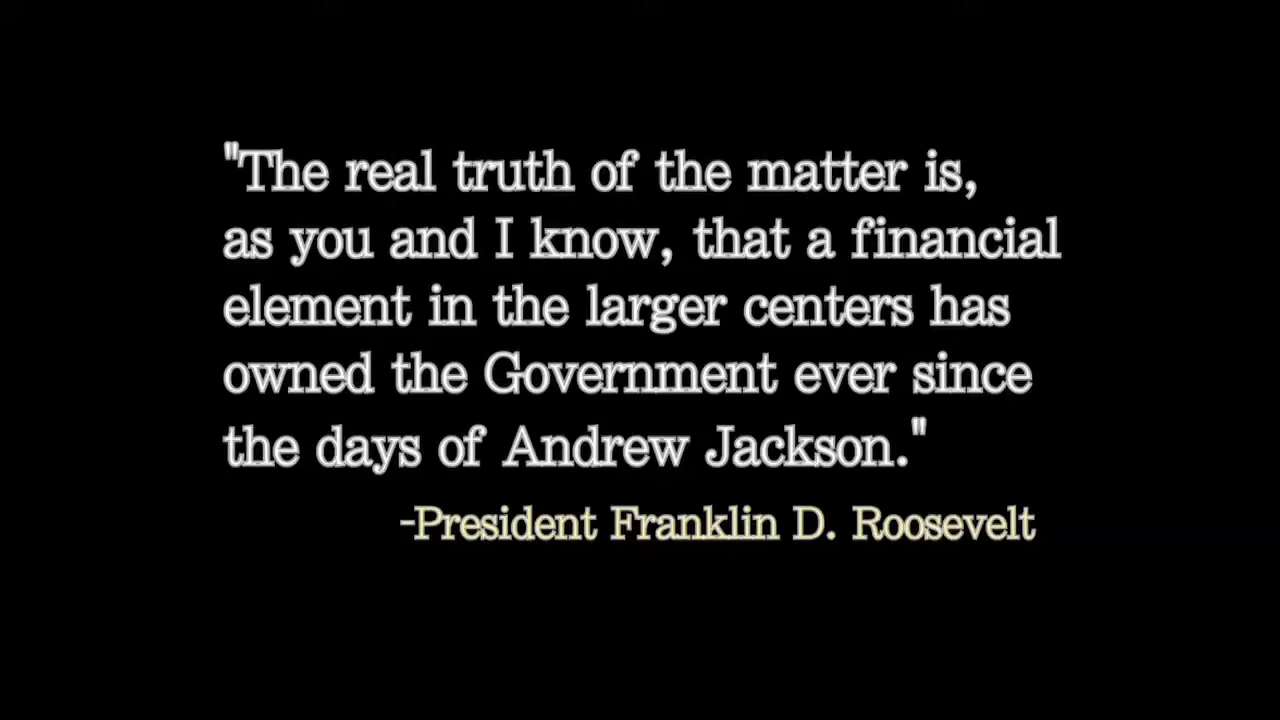 "The real truth of the matter is,
as you and I know, that a financial
element in the larger centers has
owned the Government ever since
the days of Andrew Jackson."
-President Franklin D. Roosevelt